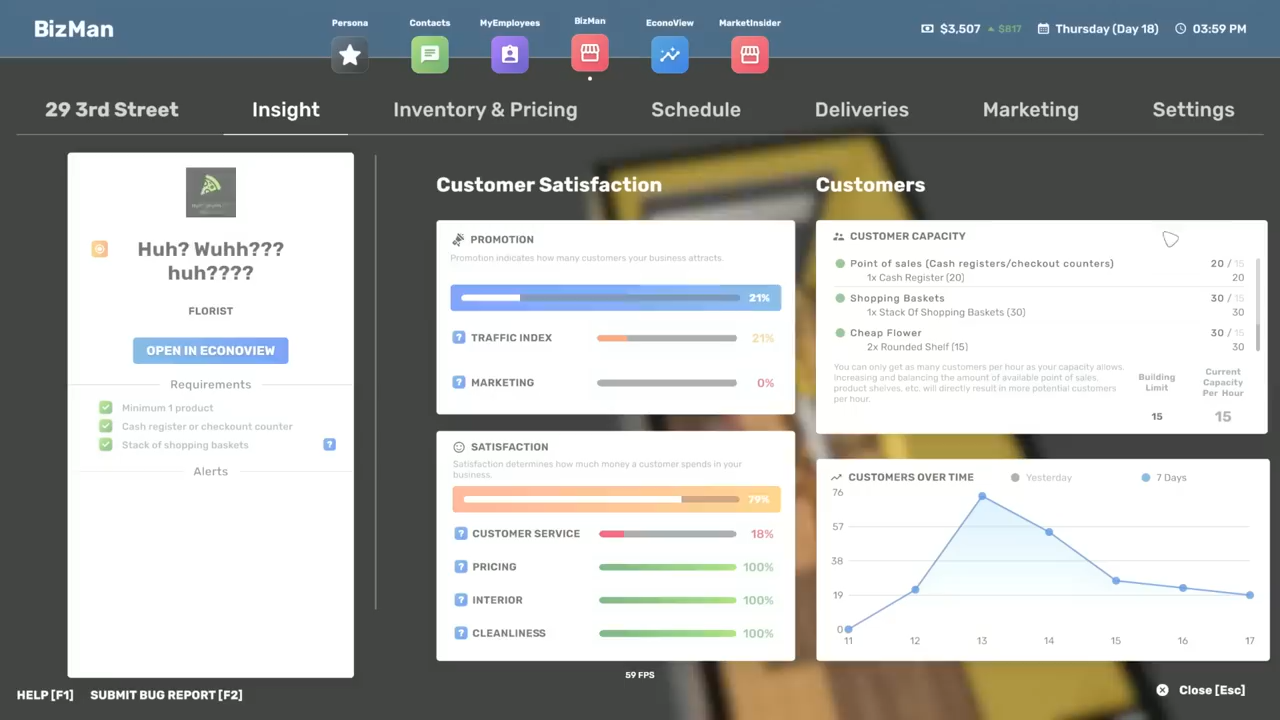 BizMan
Persona
Contacts
MyEmployees
BizMan
EconoView
MarketInsider
$3,507
$817
Thursday (Day 18)
03:59 PM
29 3rd Street
Insight
Inventory & Pricing
Schedule
Deliveries
Marketing
Settings
Huh? Wuhh???
huh????
FLORIST
OPEN IN ECONOVIEW
Requirements
Minimum 1 product
Cash register or checkount counter
Stack of shopping baskets
?
Alerts
Customer Satisfaction
PROMOTION
Promotion indicates how many customers your business attracts.
21%
? TRAFFIC INDEX 21%
? MARKETING 0%
SATISFACTION
Satisfaction determines how much money a customer spends in your
business.
79%
? CUSTOMER SERVICE 18%
? PRICING 100%
? INTERIOR 100%
? CLEANLINESS 100%
Customers
CUSTOMER CAPACITY
Point of sales (Cash registers/checkout counters) 20 / 15
1x Cash Register (20) 20
Shopping Baskets 30 / 15
1x Stack Of Shopping Baskets (30) 30
Cheap Flower 30 / 15
2x Rounded Shelf (15) 30
You can only get as many customers per hour as your capacity allows.
Increasing and balancing the amount of available point of sales,
product shelves, etc. will directly result in more potential customers
per hour.
Building
Limit
15
Current
Capacity
Per Hour
15
CUSTOMERS OVER TIME
Yesterday
7 Days
76
57
38
19
0
11 12 13 14 15 16 17
59 FPS
HELP [F1]
SUBMIT BUG REPORT [F2]
Close [Esc]